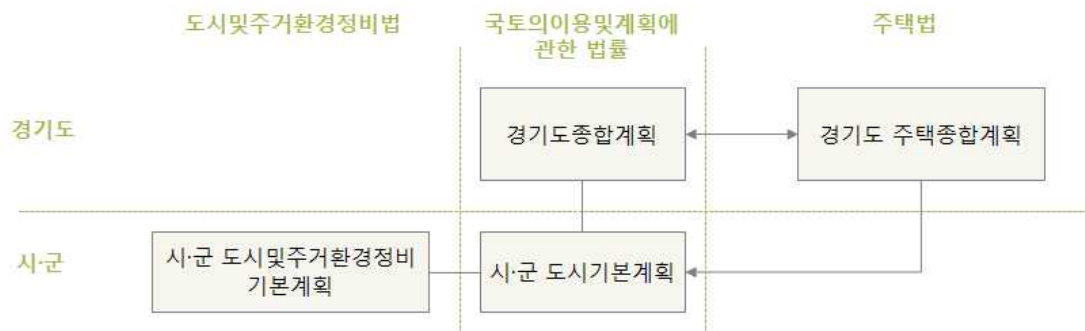 도시및주거환경정비법
국토의이용및계획에
관한 법률
주택법
경기도
경기도종합계획
경기도 주택종합계획
시·군
시·군 도시및주거환경정비
기본계획
시·군 도시기본계획